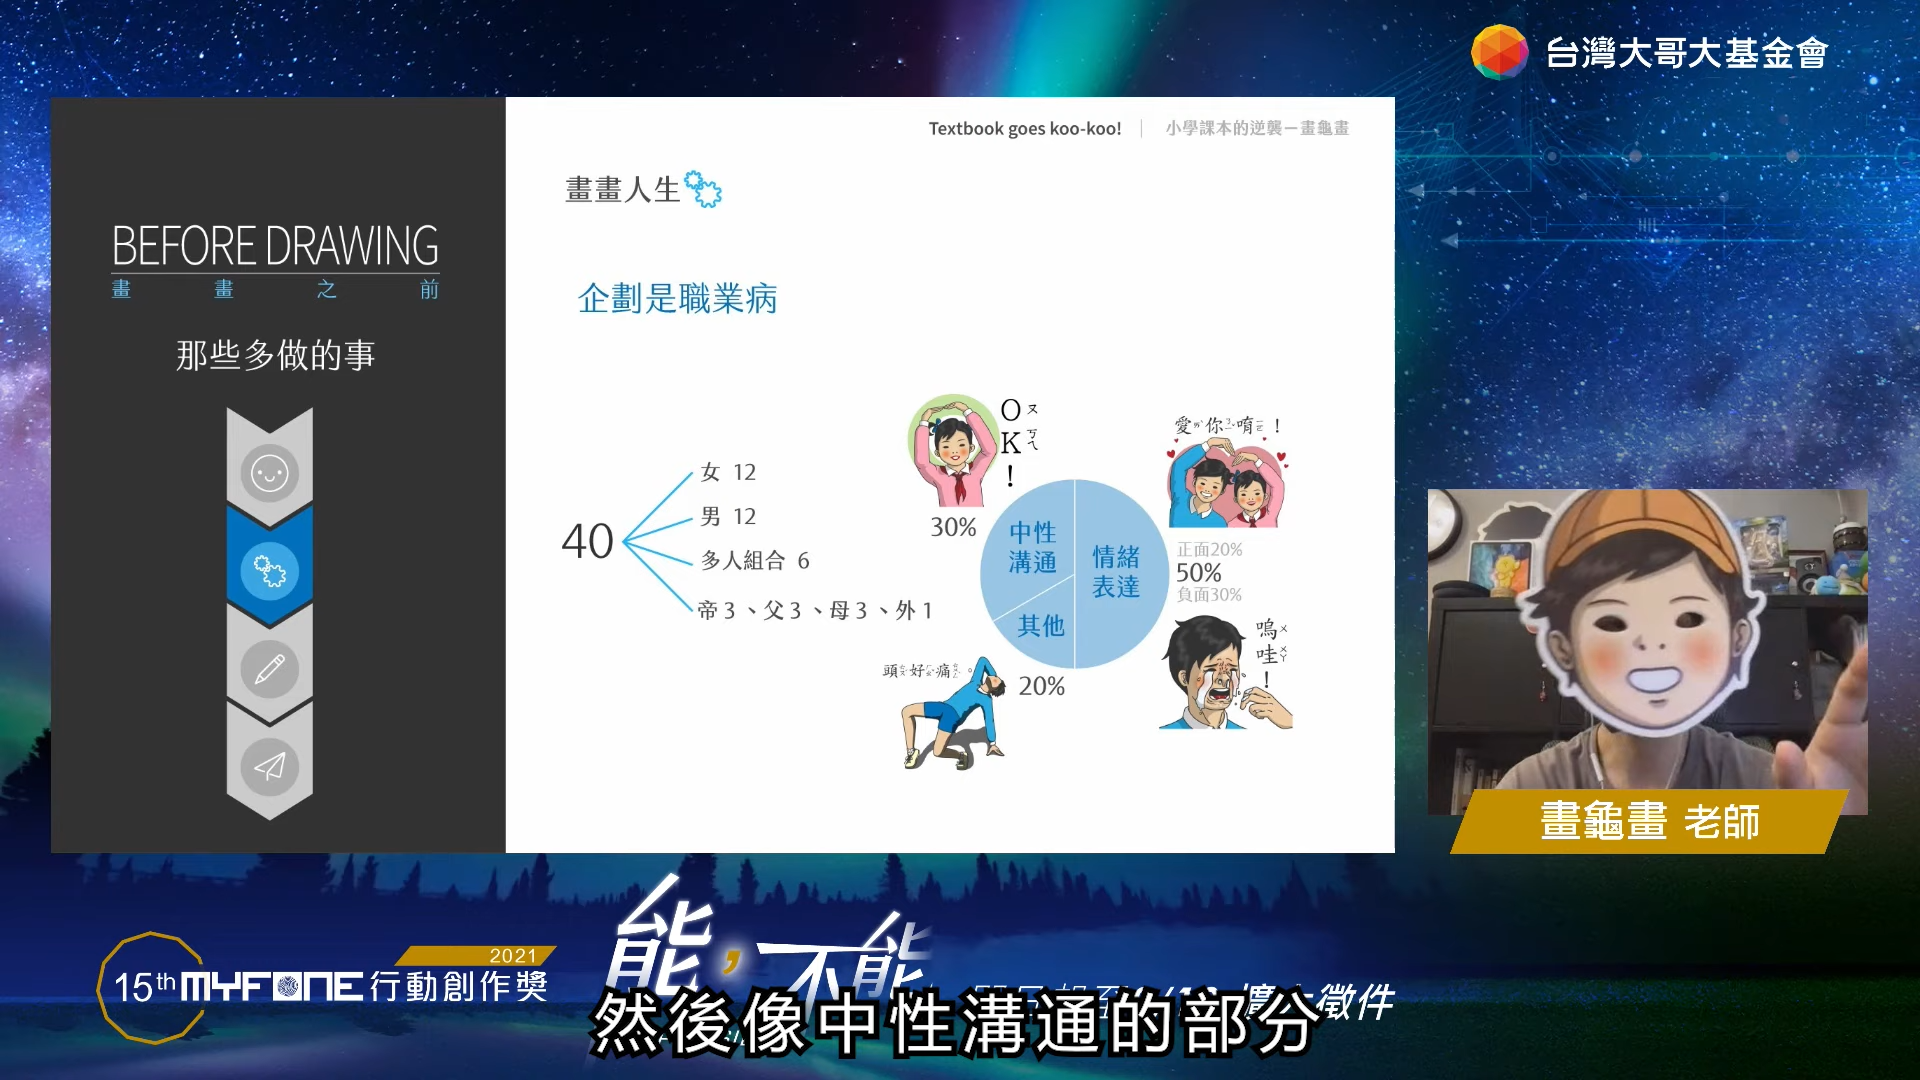 台灣大哥大基金會
Textbook goes koo-koo!
小學課本的逆襲－畫龜畫
BEFORE DRAWING
畫畫之前
那些多做的事
畫畫人生
企劃是職業病
40
女 12
男 12
多人組合 6
帝3、父3、母3、外1
OK!
ㄡ ㄎㄟ
30%
中性溝通
情緒表達
其他
愛你唷！
正面20%
50%
負面30%
頭好痛。
20%
嗚哇！
畫龜畫 老師
15th MYFONE 行動創作獎
2021
能，不能
徵件
然後像中性溝通的部分